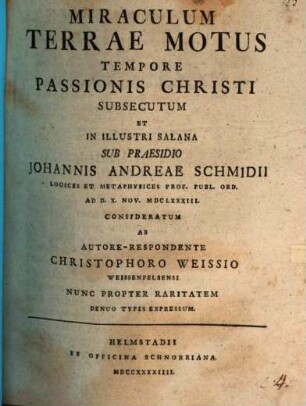 MIRACULUM
TERRAE MOTUS
TEMPORE
PASSIONIS CHRISTI
SUBSECUTUM
ET
IN ILLUSTRI SALANA
SUB PRAESIDIO
JOHANNIS ANDREAE SCHMIDII
LOGICES ET METAPHYSICES PROF. PUBL. ORD.
AD D. X. NOV. MDCLXXXIII.
CONSIDERATUM
AB
AUTORE-RESPONDENTE
CHRISTOPHORO WEISSIO
WEISSENFELSENSI.
NUNC PROPTER RARITATEM
DENUO TYPIS EXPRESSUM.
HELMSTADII
EX OFFICINA SCHNORRIANA.
MDCCXXXXIIII.